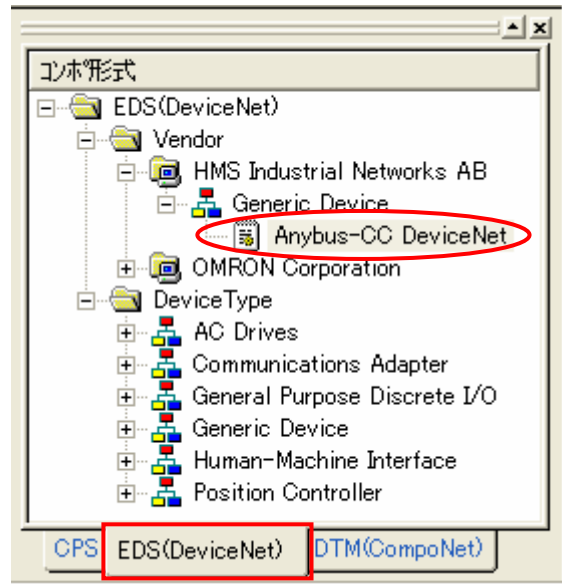 コンポ形式
EDS(DeviceNet)
Vendor
HMS Industrial Networks AB
Generic Device
Anybus-CC DeviceNet
OMRON Corporation
DeviceType
AC Drives
Communications Adapter
General Purpose Discrete I/O
Generic Device
Human-Machine Interface
Position Controller
CPS EDS(DeviceNet) DTM(CompoNet)